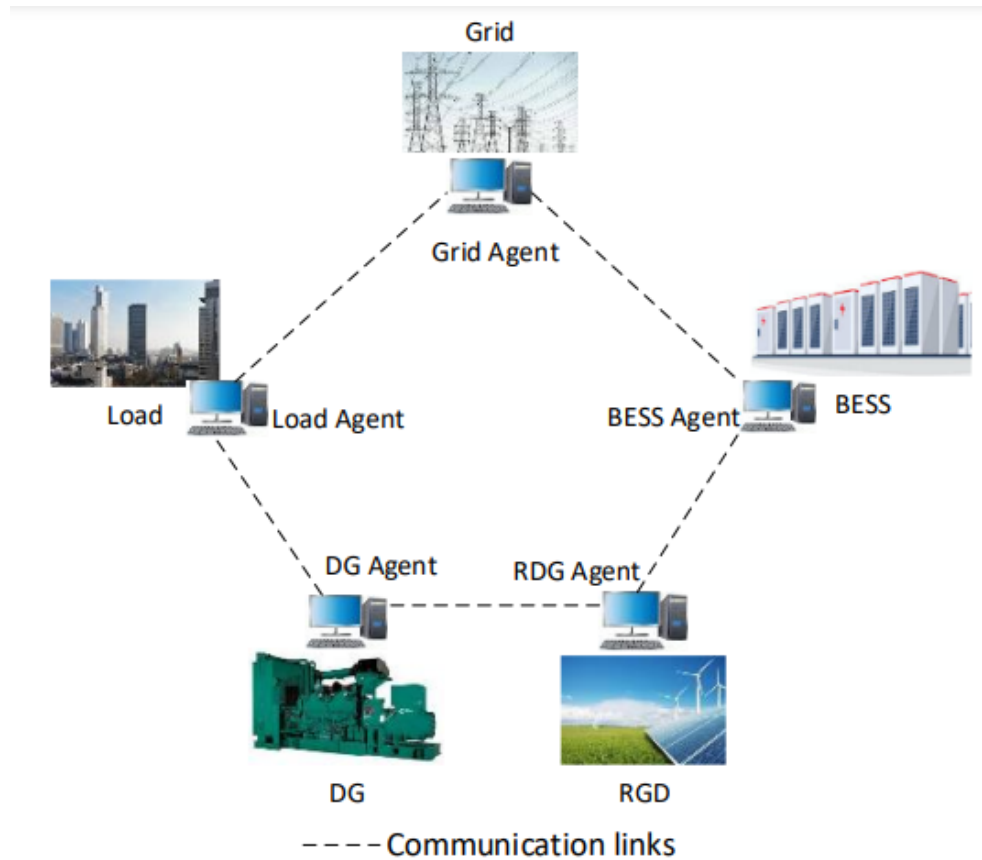 Grid
Grid Agent
Load
Load Agent
BESS Agent
BESS
DG Agent
RDG Agent
DG
RGD
Communication links